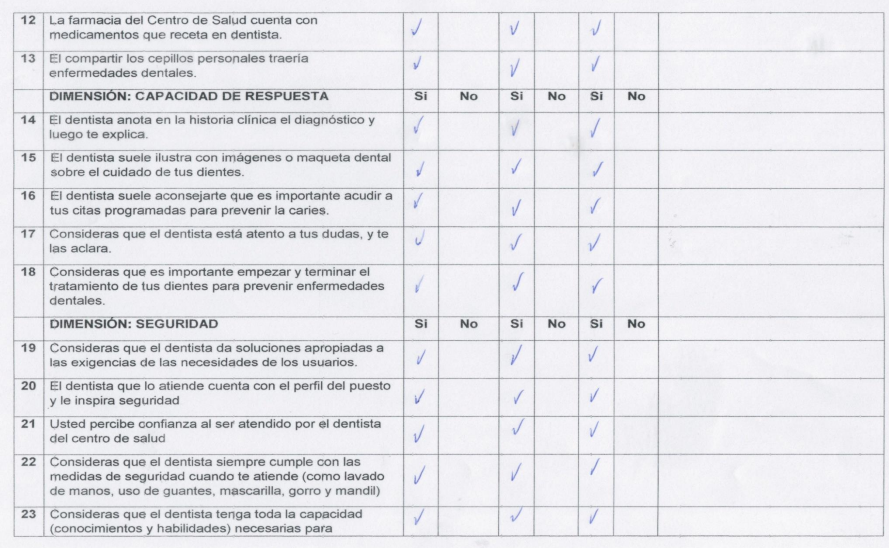 12 La farmacia del Centro de Salud cuenta con
medicamentos que receta en dentista. ✓ ✓ ✓
13 El compartir los cepillos personales traería
enfermedades dentales. ✓ ✓ ✓
DIMENSIÓN: CAPACIDAD DE RESPUESTA Si No Si No Si No
14 El dentista anota en la historia clínica el diagnóstico y
luego te explica. ✓ ✓ ✓
15 El dentista suele ilustra con imágenes o maqueta dental
sobre el cuidado de tus dientes. ✓ ✓ ✓
16 El dentista suele aconsejarte que es importante acudir a
tus citas programadas para prevenir la caries. ✓ ✓ ✓
17 Consideras que el dentista está atento a tus dudas, y te
las aclara. ✓ ✓ ✓
18 Consideras que es importante empezar y terminar el
tratamiento de tus dientes para prevenir enfermedades
dentales. ✓ ✓ ✓
DIMENSIÓN: SEGURIDAD Si No Si No Si No
19 Consideras que el dentista da soluciones apropiadas a
las exigencias de las necesidades de los usuarios. ✓ ✓ ✓
20 El dentista que lo atiende cuenta con el perfil del puesto
y le inspira seguridad ✓ ✓ ✓
21 Usted percibe confianza al ser atendido por el dentista
del centro de salud ✓ ✓ ✓
22 Consideras que el dentista siempre cumple con las
medidas de seguridad cuando te atiende (como lavado
de manos, uso de guantes, mascarilla, gorro y mandil) ✓ ✓ ✓
23 Consideras que el dentista tenga toda la capacidad
(conocimientos y habilidades) necesarias para ✓ ✓ ✓